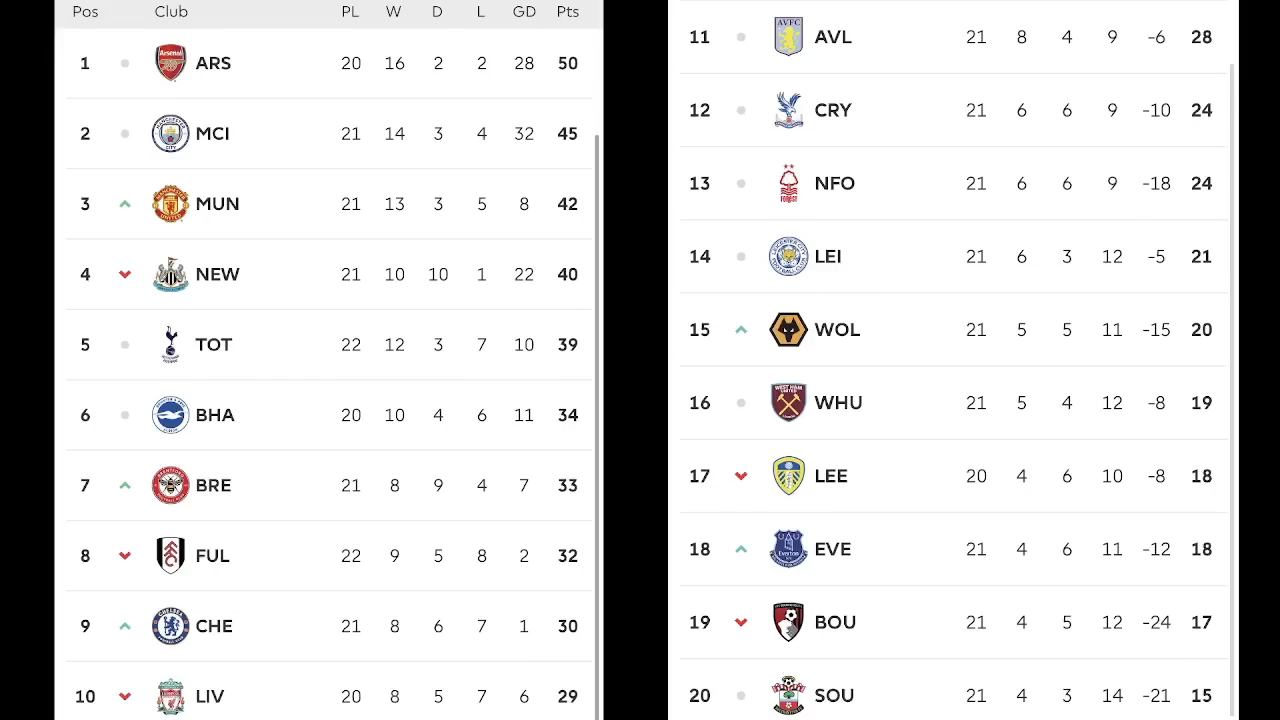 Pos Club PL W D L GD Pts
1 ARS 20 16 2 2 28 50
2 MCI 21 14 3 4 32 45
3 MUN 21 13 3 5 8 42
4 NEW 21 10 10 1 22 40
5 TOT 22 12 3 7 10 39
6 BHA 20 10 4 6 11 34
7 BRE 21 8 9 4 7 33
8 FUL 22 9 5 8 2 32
9 CHE 21 8 6 7 1 30
10 LIV 20 8 5 7 6 29
11 AVL 21 8 4 9 -6 28
12 CRY 21 6 6 9 -10 24
13 NFO 21 6 6 9 -18 24
14 LEI 21 6 3 12 -5 21
15 WOL 21 5 5 11 -15 20
16 WHU 21 5 4 12 -8 19
17 LEE 20 4 6 10 -8 18
18 EVE 21 4 6 11 -12 18
19 BOU 21 4 5 12 -24 17
20 SOU 21 4 3 14 -21 15